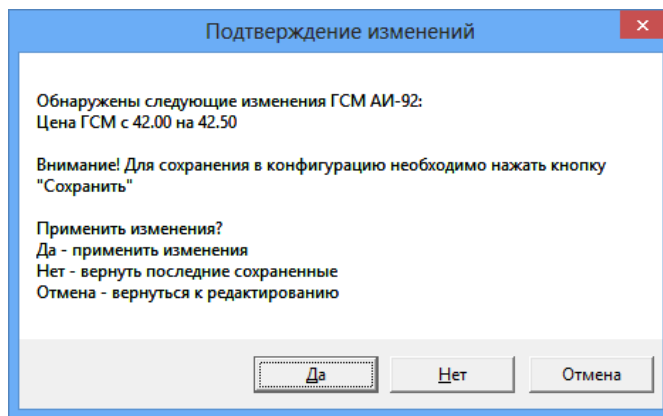 Подтверждение изменений
Обнаружены следующие изменения ГСМ АИ-92:
Цена ГСМ с 42.00 на 42.50
Внимание! Для сохранения в конфигурацию необходимо нажать кнопку
"Сохранить"
Применить изменения?
Да - применить изменения
Нет - вернуть последние сохраненные
Отмена - вернуться к редактированию
Да Нет Отмена